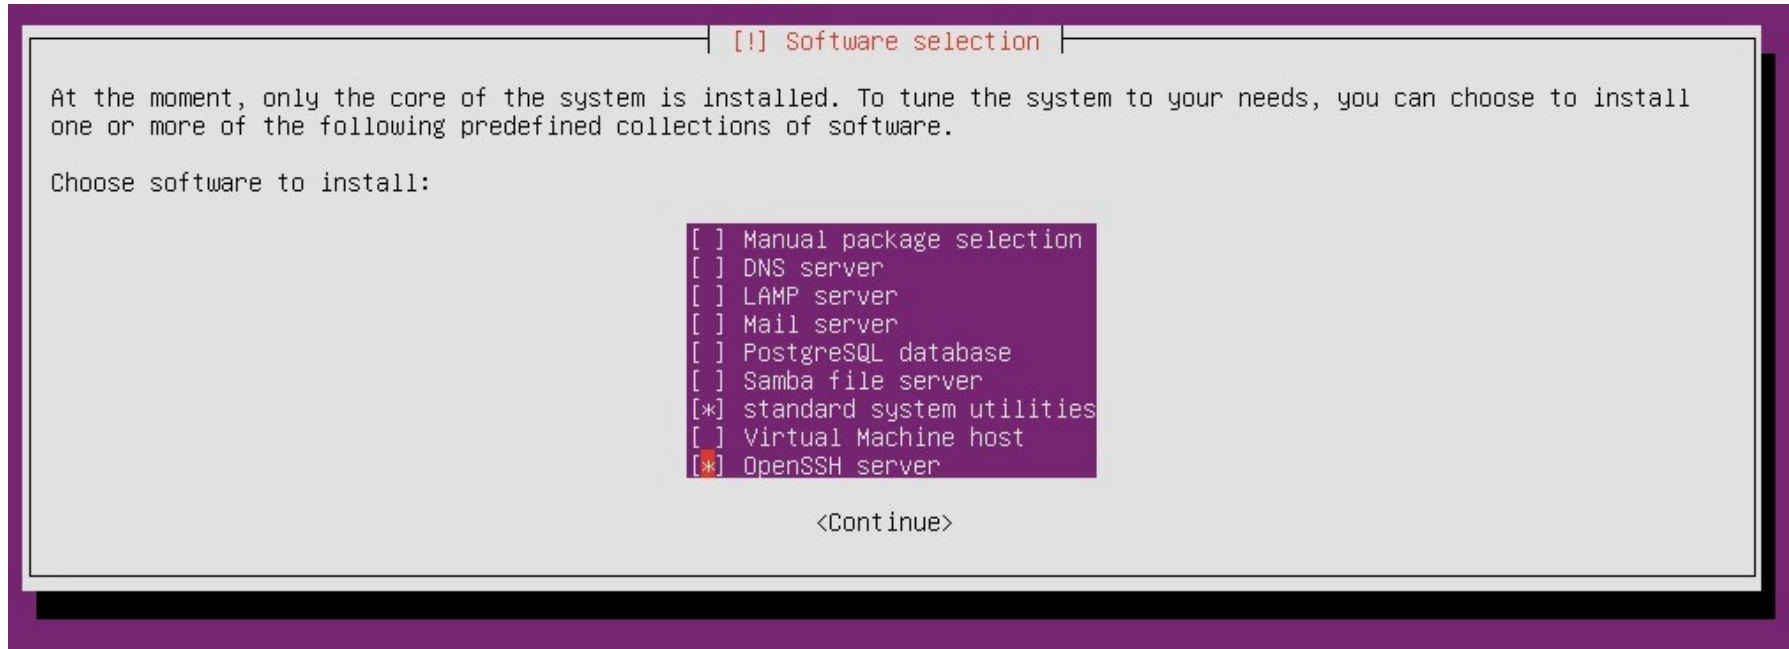 [!] Software selection
At the moment, only the core of the system is installed. To tune the system to your needs, you can choose to install
one or more of the following predefined collections of software.
Choose software to install:
[ ] Manual package selection
[ ] DNS server
[ ] LAMP server
[ ] Mail server
[ ] PostgreSQL database
[ ] Samba file server
[*] standard system utilities
[ ] Virtual Machine host
[*] OpenSSH server
<Continue>